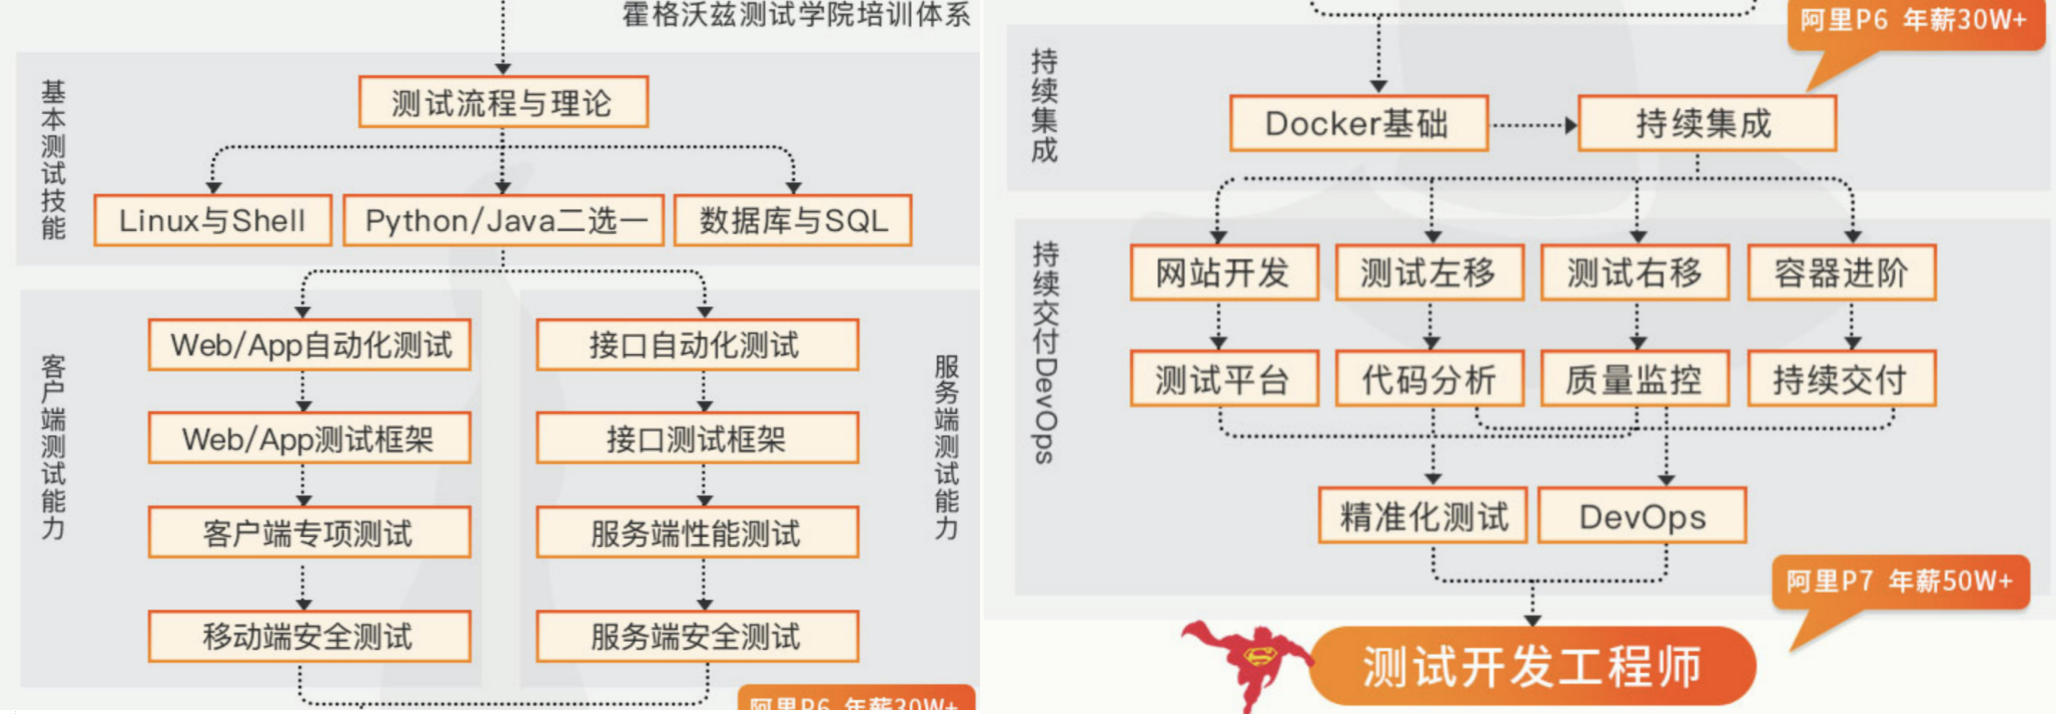 霍格沃兹测试学院培训体系
基本测试技能
测试流程与理论
Linux与Shell
Python/Java二选一
数据库与SQL
客户端测试能力
Web/App自动化测试
Web/App测试框架
客户端专项测试
移动端安全测试
接口自动化测试
接口测试框架
服务端性能测试
服务端安全测试
服务端测试能力
阿里P6 年薪30W+
阿里P6 年薪30W+
持续集成
Docker基础
持续集成
持续交付DevOps
网站开发
测试左移
测试右移
容器进阶
测试平台
代码分析
质量监控
持续交付
精准化测试
DevOps
阿里P7 年薪50W+
测试开发工程师